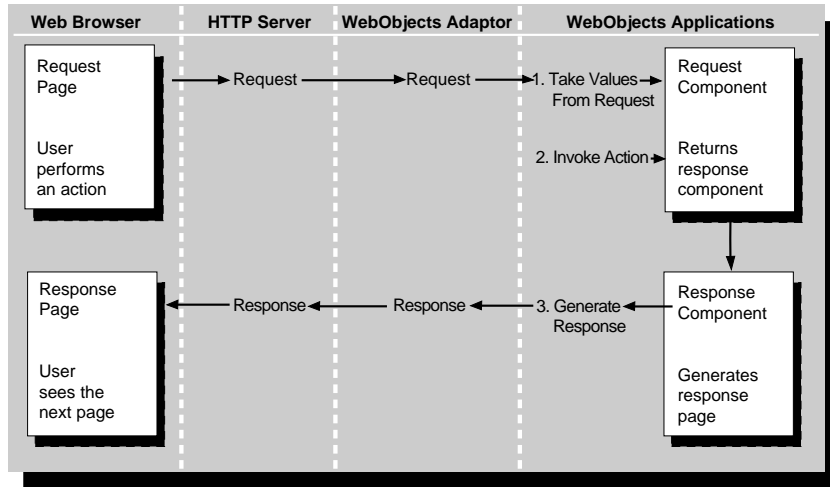 Web Browser
HTTP Server
WebObjects Adaptor
WebObjects Applications
Request
Page
User
performs
an action
Request
Request
1. Take Values
From Request
2. Invoke Action
Request
Component
Returns
response
component
Response
Page
User
sees the
next page
Response
Response
3. Generate
Response
Response
Component
Generates
response
page